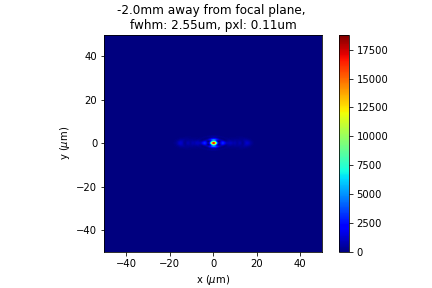 -2.0mm away from focal plane,
fwhm: 2.55um, pxl: 0.11um
40
20
0
−20
−40
y (μm)
−40 −20 0 20 40
x (μm)
17500
15000
12500
10000
7500
5000
2500
0